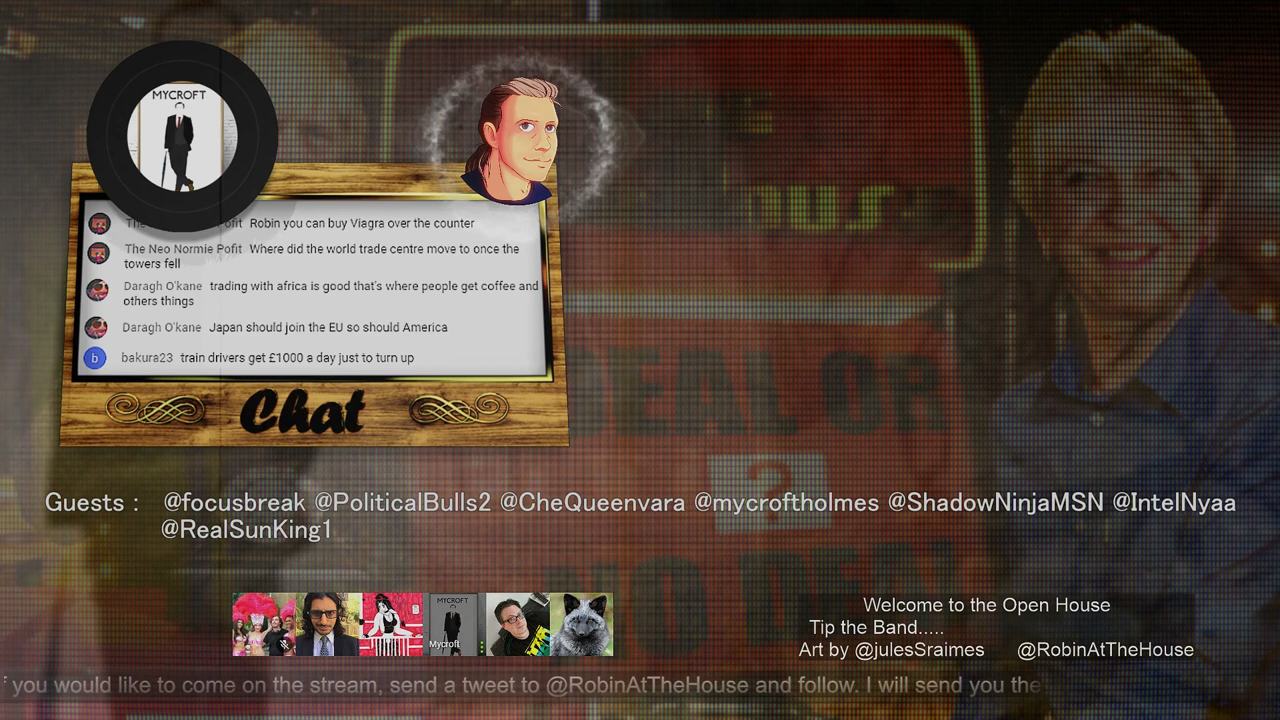 MYCROFT
ofit Robin you can buy Viagra over the counter
The Neo Normie Pofit Where did the world trade centre move to once the
towers fell
Daragh O'kane trading with africa is good that's where people get coffee and
others things
Daragh O'kane Japan should join the EU so should America
b bakura23 train drivers get £1000 a day just to turn up
Chat
DEAL OR
?
NO DEAL
Guests : @focusbreak @PoliticalBulls2 @CheQueenvara @mycroftholmes @ShadowNinjaMSN @IntelNyaa
@RealSunKing1
MYCROFT
Mycroft
Welcome to the Open House
Tip the Band.....
Art by @julesSraimes @RobinAtTheHouse
you would like to come on the stream, send a tweet to @RobinAtTheHouse and follow. I will send you the